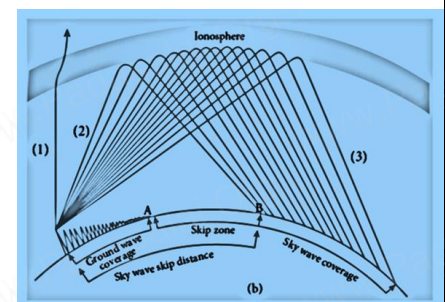 Ionosphere
(1)
(2)
(3)
A
B
Ground wave
coverage
Skip zone
Sky wave skip distance
Sky wave coverage
(b)